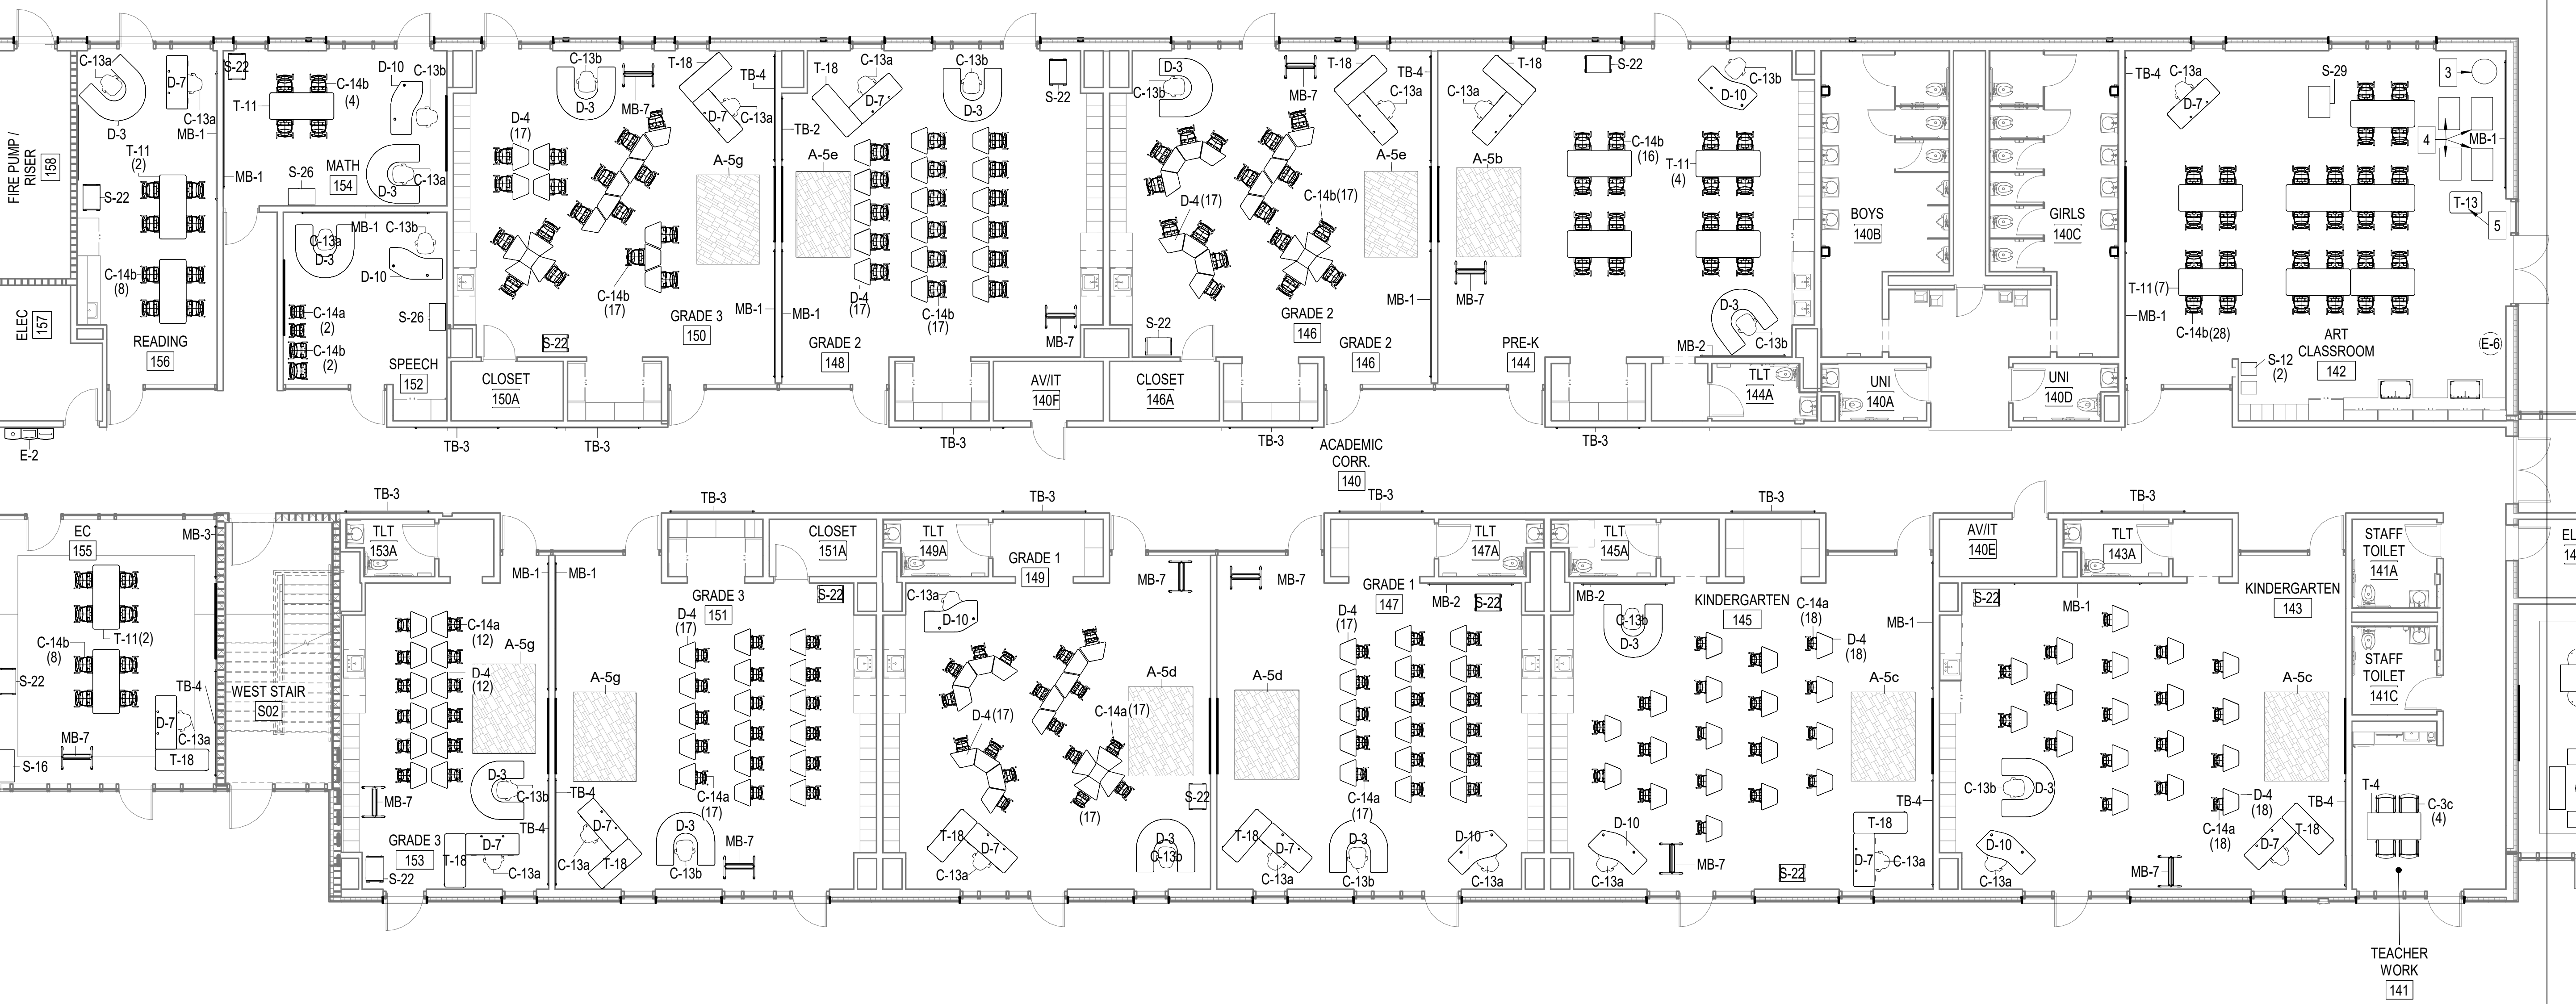 FIRE PUMP /
RISER
158
C-13a
D-3
D-7
C-13a
MB-1
T-11
(2)
S-22
C-14b
(8)
READING
156
ELEC
157
E-2
S-22
T-11
C-14b
(4)
D-10
C-13b
MATH
154
D-3
C-13a
S-26
MB-1
MB-1
C-13a
D-3
C-13b
D-10
S-26
C-14a
(2)
C-14b
(2)
SPEECH
152
D-4
(17)
C-13b
D-3
MB-7
T-18
D-7
C-13a
TB-4
A-5g
C-14b
(17)
MB-1
GRADE 3
150
S-22
CLOSET
150A
TB-3
TB-3
T-18
C-13a
D-7
TB-2
A-5e
C-13b
D-3
S-22
D-4
(17)
C-14b
(17)
MB-1
MB-7
GRADE 2
148
TB-3
AV/IT
140F
D-3
C-13b
MB-7
T-18
C-13a
TB-4
A-5e
C-14b(17)
D-4(17)
MB-1
GRADE 2
146
GRADE 2
146
S-22
CLOSET
146A
TB-3
T-18
C-13a
A-5b
MB-7
S-22
C-13b
D-10
C-14b
(16)
T-11
(4)
D-3
C-13b
MB-2
PRE-K
144
TLT
144A
TB-3
BOYS
140B
GIRLS
140C
UNI
140A
UNI
140D
TB-4
C-13a
D-7
S-29
3
4
MB-1
T-13
5
T-11(7)
MB-1
C-14b(28)
ART
CLASSROOM
142
(E-6)
S-12
(2)
ACADEMIC
CORR.
140
EC
155
MB-3
T-11(2)
C-14b
(8)
S-22
TB-4
D-7
C-13a
MB-7
T-18
S-16
WEST STAIR
S02
TB-3
TLT
153A
MB-1
C-14a
(12)
A-5g
D-4
(12)
D-3
C-13b
MB-7
TB-4
GRADE 3
153
S-22
T-18
D-7
C-13a
TB-3
MB-1
CLOSET
151A
GRADE 3
151
S-22
D-4
(17)
A-5g
C-14a
(17)
TB-4
D-7
C-13a
T-18
D-3
C-13b
MB-7
TB-3
TLT
149A
GRADE 1
149
MB-7
C-13a
D-10
A-5d
D-4(17)
C-14a(17)
(17)
S-22
T-18
D-7
C-13a
D-3
C-13b
TB-3
MB-7
TLT
147A
GRADE 1
147
MB-2
S-22
D-4
(17)
A-5d
C-14a
(17)
T-18
D-7
C-13a
D-3
C-13b
D-10
C-13a
TB-3
TLT
145A
MB-2
C-13b
D-3
KINDERGARTEN
145
C-14a
(18)
D-4
(18)
MB-1
A-5c
TB-4
D-10
C-13a
MB-7
S-22
T-18
D-7
C-13a
TB-3
AV/IT
140E
TLT
143A
S-22
MB-1
KINDERGARTEN
143
A-5c
C-13b
D-3
D-4
(18)
C-14a
(18)
TB-4
T-18
D-7
D-10
C-13a
MB-7
STAFF
TOILET
141A
STAFF
TOILET
141C
T-4
C-3c
(4)
TEACHER
WORK
141